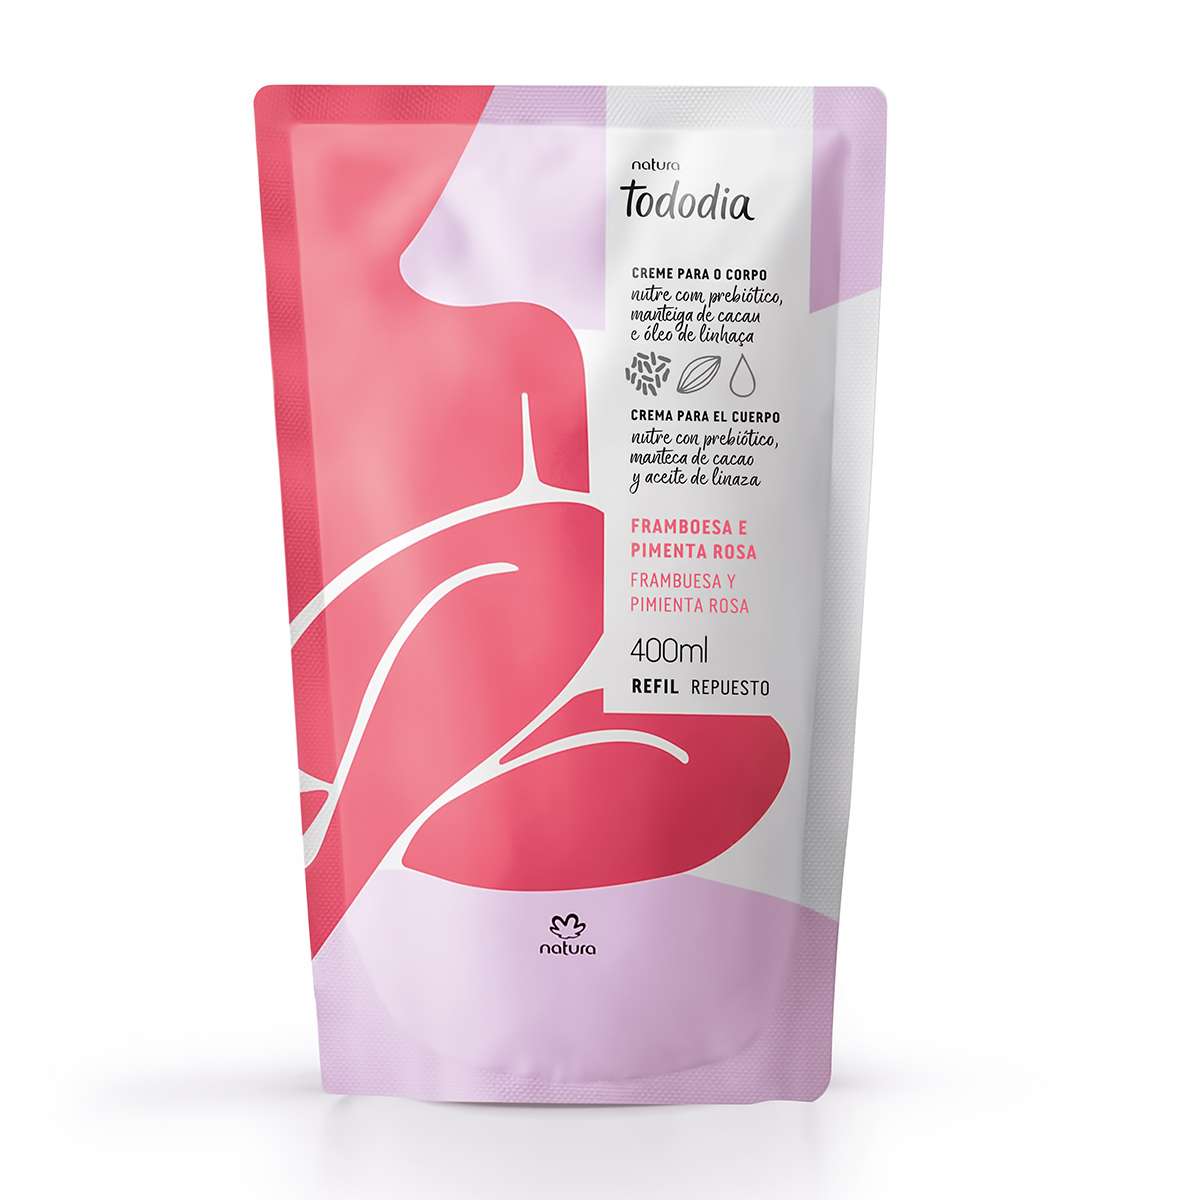 natura
tododia
CREME PARA O CORPO
nutre com prebiótico,
manteiga de cacau
e óleo de linhaça
CREMA PARA EL CUERPO
nutre con prebiótico,
manteca de cacao
y aceite de linaza
FRAMBOESA E
PIMENTA ROSA
FRAMBUESA Y
PIMIENTA ROSA
400ml
REFIL REPUESTO
natura